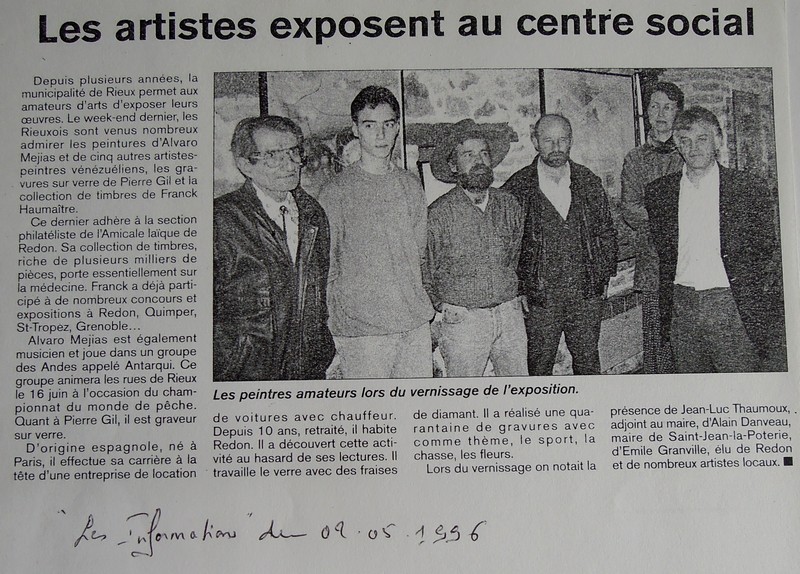 Les artistes exposent au centre social
Depuis plusieurs années, la
municipalité de Rieux permet aux
amateurs d'arts d'exposer leurs
œuvres. Le week-end dernier, les
Rieuxois sont venus nombreux
admirer les peintures d'Alvaro
Mejias et de cinq autres artistes-
peintres vénézuéliens, les gra-
vures sur verre de Pierre Gil et la
collection de timbres de Franck
Haumaître.
Ce dernier adhère à la section
philatéliste de l'Amicale laïque de
Redon. Sa collection de timbres,
riche de plusieurs milliers de
pièces, porte essentiellement sur
la médecine. Franck a déjà parti-
cipé à de nombreux concours et
expositions à Redon, Quimper,
St-Tropez, Grenoble...
Alvaro Mejias est également
musicien et joue dans un groupe
des Andes appelé Antarqui. Ce
groupe animera les rues de Rieux
le 16 juin à l'occasion du cham-
pionnat du monde de pêche.
Quant à Pierre Gil, il est graveur
sur verre.
D'origine espagnole, né à
Paris, il effectue sa carrière à la
tête d'une entreprise de location
Les peintres amateurs lors du vernissage de l'exposition.
de voitures avec chauffeur.
Depuis 10 ans, retraité, il habite
Redon. Il a découvert cette acti-
vité au hasard de ses lectures. Il
travaille le verre avec des fraises
de diamant. Il a réalisé une qua-
rantaine de gravures avec
comme thème, le sport, la
chasse, les fleurs.
Lors du vernissage on notait la
présence de Jean-Luc Thaumoux,
adjoint au maire, d'Alain Danveau,
maire de Saint-Jean-la-Poterie,
d'Emile Granville, élu de Redon
et de nombreux artistes locaux. ■
"Les Informations" du 09.05.1996